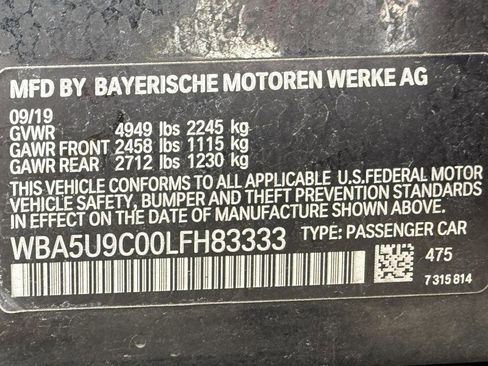 MFD BY BAYERISCHE MOTOREN WERKE AG
09/19
GVWR 4949 lbs 2245 kg
GAWR FRONT 2458 lbs 1115 kg
GAWR REAR 2712 lbs 1230 kg
THIS VEHICLE CONFORMS TO ALL APPLICABLE U.S.FEDERAL MOTOR
VEHICLE SAFETY, BUMPER AND THEFT PREVENTION STANDARDS
IN EFFECT ON THE DATE OF MANUFACTURE SHOWN ABOVE.
WBA5U9C00LFH83333 TYPE: PASSENGER CAR
475
7 315 814